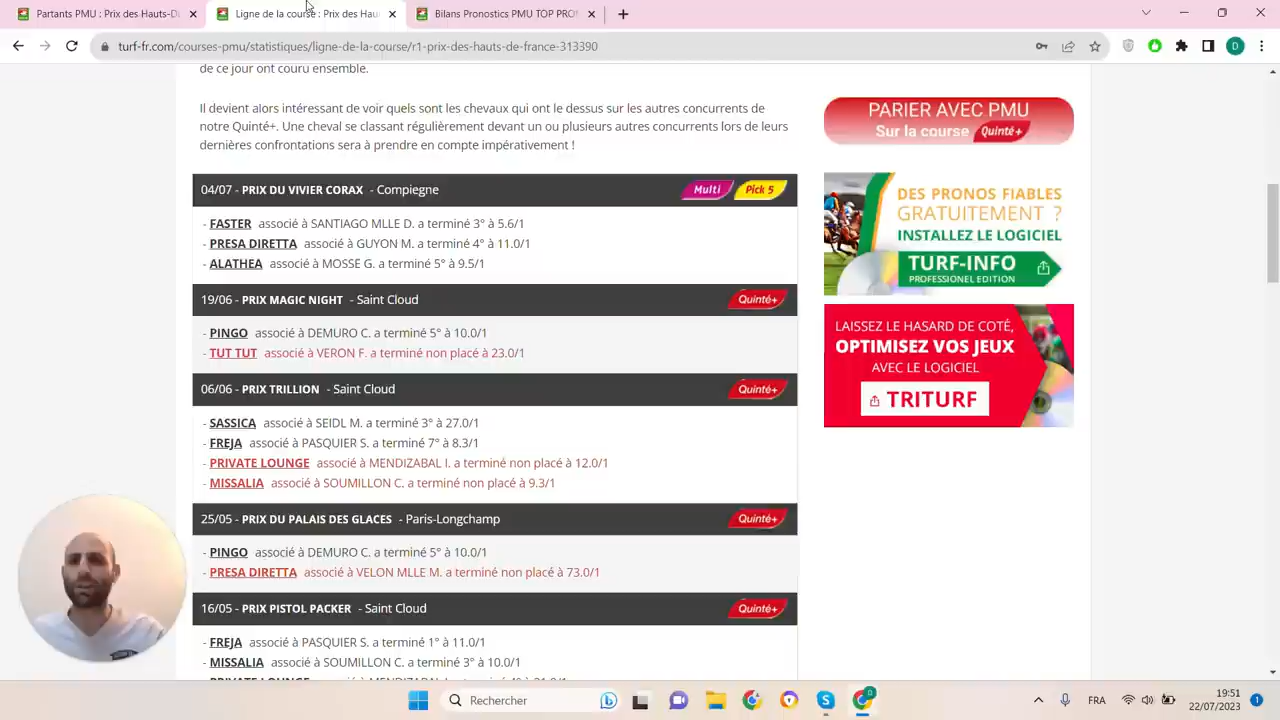 PMU : Prix des Hauts-D
Ligne de la course : Prix des Hau
Bilans Pronostics PMU TOP PRO
turf-fr.com/courses-pmu/statistiques/ligne-de-la-course/r1-prix-des-hauts-de-france-313390
D
de ce jour ont couru ensemble.
Il devient alors intéressant de voir quels sont les chevaux qui ont le dessus sur les autres concurrents de
notre Quinté+. Une cheval se classant régulièrement devant un ou plusieurs autres concurrents lors de leurs
dernières confrontations sera à prendre en compte impérativement !
04/07 - PRIX DU VIVIER CORAX - Compiegne
Multi Pick 5
- FASTER associé à SANTIAGO MLLE D. a terminé 3° à 5.6/1
- PRESA DIRETTA associé à GUYON M. a terminé 4° à 11.0/1
- ALATHEA associé à MOSSE G. a terminé 5° à 9.5/1
19/06 - PRIX MAGIC NIGHT - Saint Cloud
Quinté+
- PINGO associé à DEMURO C. a terminé 5° à 10.0/1
- TUT TUT associé à VERON F. a terminé non placé à 23.0/1
06/06 - PRIX TRILLION - Saint Cloud
Quinté+
- SASSICA associé à SEIDL M. a terminé 3° à 27.0/1
- FREJA associé à PASQUIER S. a terminé 7° à 8.3/1
- PRIVATE LOUNGE associé à MENDIZABAL I. a terminé non placé à 12.0/1
- MISSALIA associé à SOUMILLON C. a terminé non placé à 9.3/1
25/05 - PRIX DU PALAIS DES GLACES - Paris-Longchamp
Quinté+
- PINGO associé à DEMURO C. a terminé 5° à 10.0/1
- PRESA DIRETTA associé à VELON MLLE M. a terminé non placé à 73.0/1
16/05 - PRIX PISTOL PACKER - Saint Cloud
Quinté+
- FREJA associé à PASQUIER S. a terminé 1° à 11.0/1
- MISSALIA associé à SOUMILLON C. a terminé 3° à 10.0/1
PARIER AVEC PMU
Sur la course Quinté+
DES PRONOS FIABLES
GRATUITEMENT ?
INSTALLEZ LE LOGICIEL
TURF-INFO
PROFESSIONEL EDITION
LAISSEZ LE HASARD DE COTÉ,
OPTIMISEZ VOS JEUX
AVEC LE LOGICIEL
TRITURF
Rechercher
FRA
19:51
22/07/2023